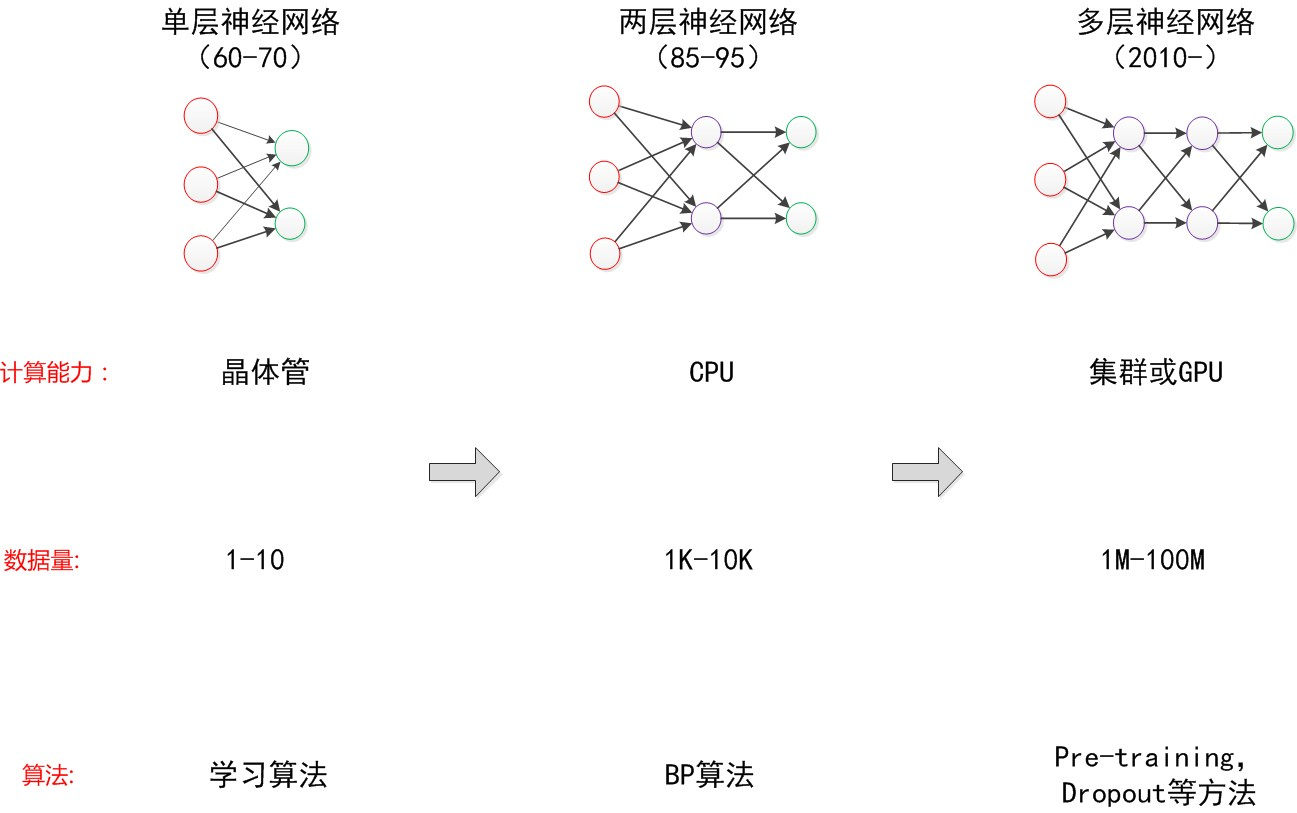 单层神经网络
（60-70）
两层神经网络
（85-95）
多层神经网络
（2010-）
计算能力：
晶体管
CPU
集群或GPU
数据量:
1-10
1K-10K
1M-100M
算法:
学习算法
BP算法
Pre-training，
Dropout等方法